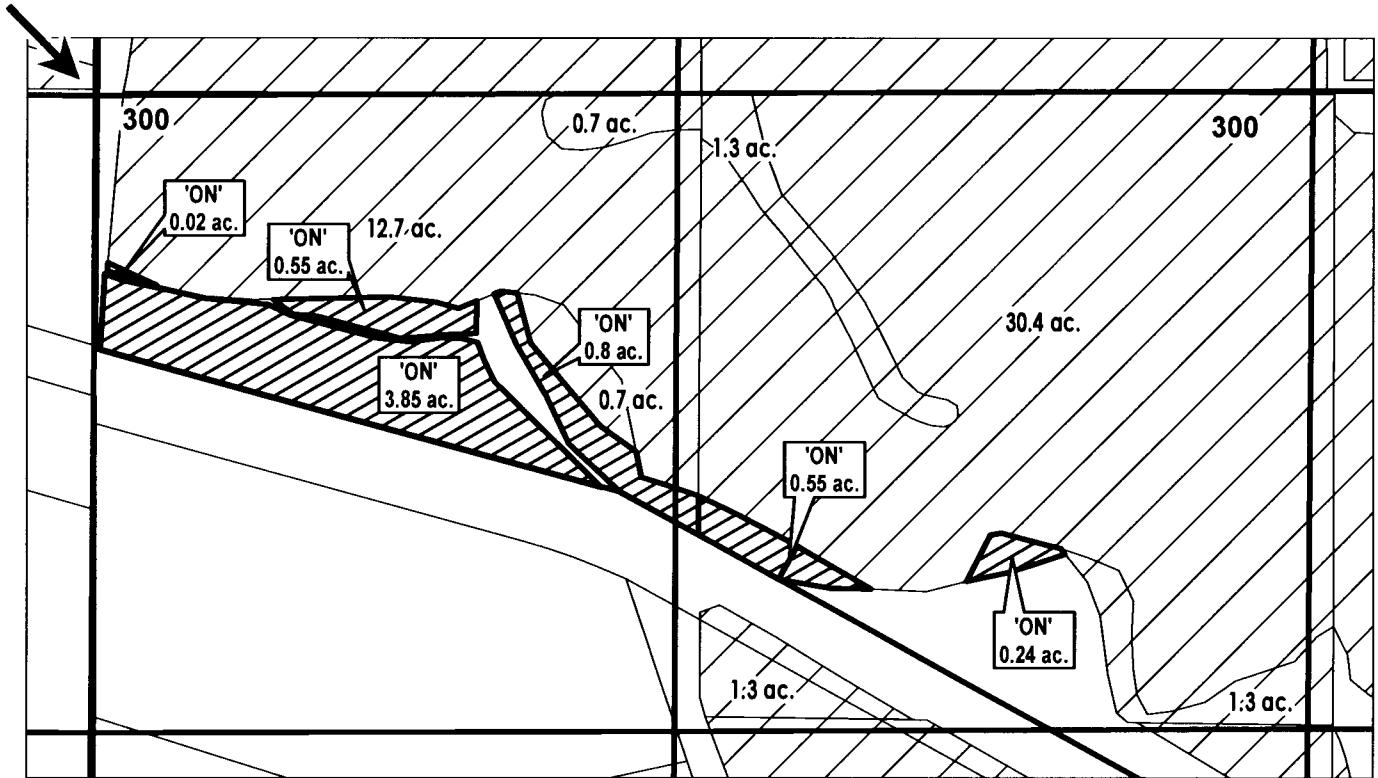 300
0.7 ac.
300
1.3 ac.
'ON'
0.02 ac.
12.7 ac.
'ON'
0.55 ac.
30.4 ac.
'ON'
0.8 ac.
'ON'
3.85 ac.
0.7 ac.
'ON'
0.55 ac.
'ON'
0.24 ac.
1.3 ac.
1.3 ac.